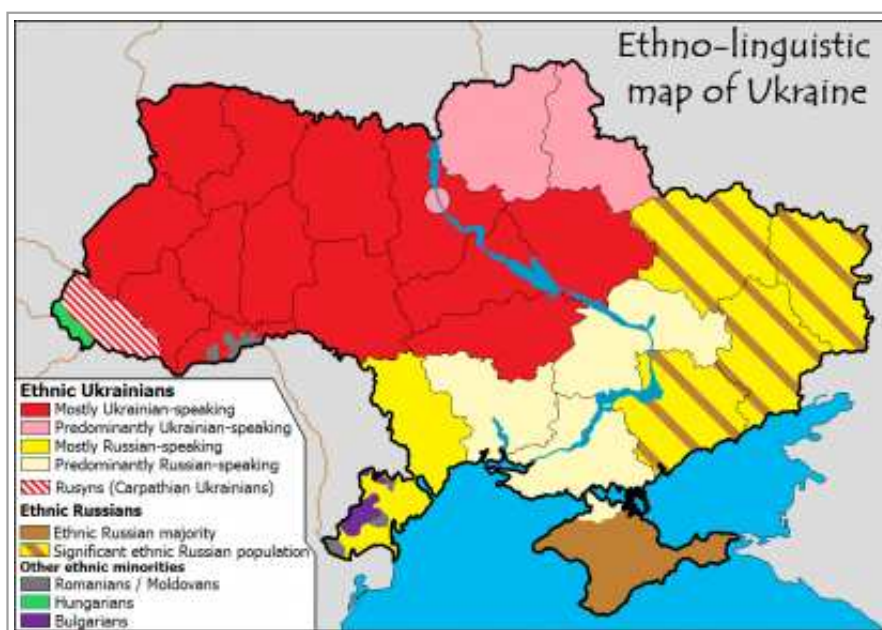 Ethno-linguistic
map of Ukraine
Ethnic Ukrainians
Mostly Ukrainian-speaking
Predominantly Ukrainian-speaking
Mostly Russian-speaking
Predominantly Russian-speaking
Rusyns (Carpathian Ukrainians)
Ethnic Russians
Ethnic Russian majority
Significant ethnic Russian population
Other ethnic minorities
Romanians / Moldovans
Hungarians
Bulgarians